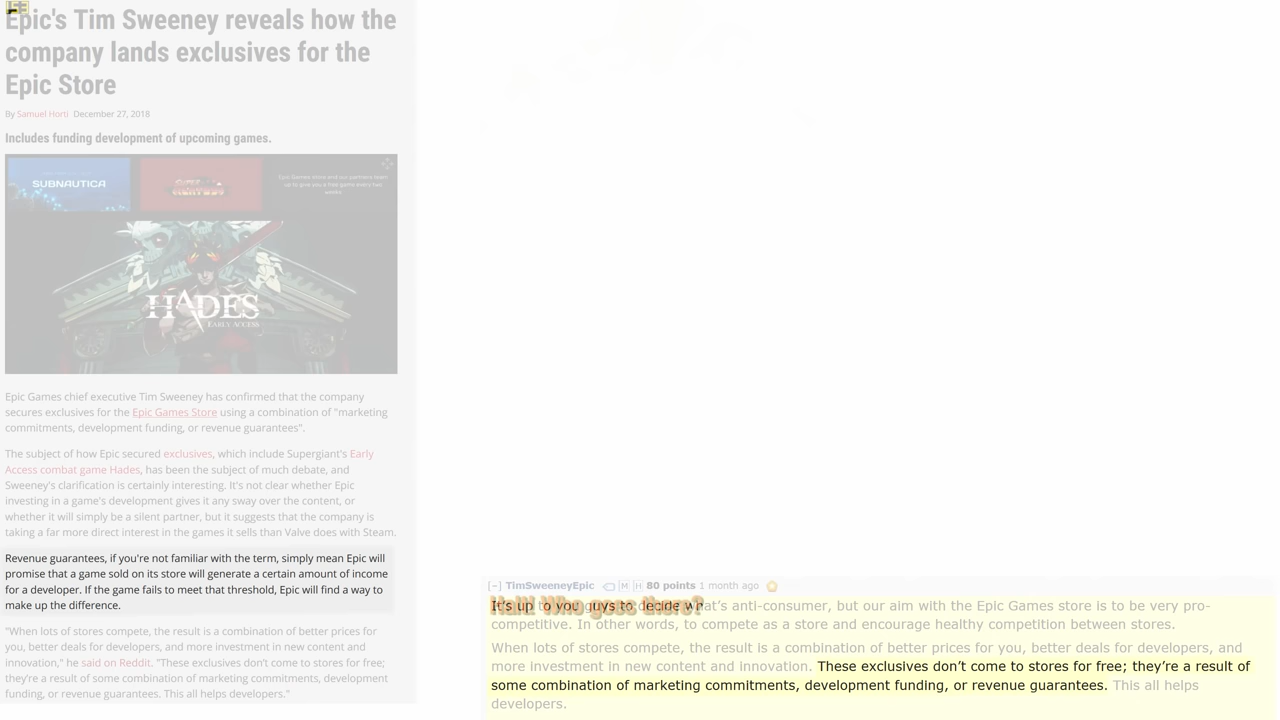 Epic's Tim Sweeney reveals how the
company lands exclusives for the
Epic Store
By Samuel Horti December 27, 2018
Includes funding development of upcoming games.
SUBNAUTICA
Epic Games store and our partners team
up to give you a free game every two
weeks
HADES
EARLY ACCESS
Epic Games chief executive Tim Sweeney has confirmed that the company
secures exclusives for the Epic Games Store using a combination of "marketing
commitments, development funding, or revenue guarantees".
The subject of how Epic secured exclusives, which include Supergiant's Early
Access combat game Hades, has been the subject of much debate, and
Sweeney's clarification is certainly interesting. It's not clear whether Epic
investing in a game's development gives it any sway over the content, or
whether it will simply be a silent partner, but it suggests that the company is
taking a far more direct interest in the games it sells than Valve does with Steam.
Revenue guarantees, if you're not familiar with the term, simply mean Epic will
promise that a game sold on its store will generate a certain amount of income
for a developer. If the game fails to meet that threshold, Epic will find a way to
make up the difference.
"When lots of stores compete, the result is a combination of better prices for
you, better deals for developers, and more investment in new content and
innovation," he said on Reddit. "These exclusives don't come to stores for free;
they're a result of some combination of marketing commitments, development
funding, or revenue guarantees. This all helps developers."
[–] TimSweeneyEpic M H 80 points 1 month ago
Halt! Who goes there?
It's up to you guys to decide what's anti-consumer, but our aim with the Epic Games store is to be very pro-
competitive. In other words, to compete as a store and encourage healthy competition between stores.
When lots of stores compete, the result is a combination of better prices for you, better deals for developers, and
more investment in new content and innovation. These exclusives don’t come to stores for free; they’re a result of
some combination of marketing commitments, development funding, or revenue guarantees. This all helps
developers.